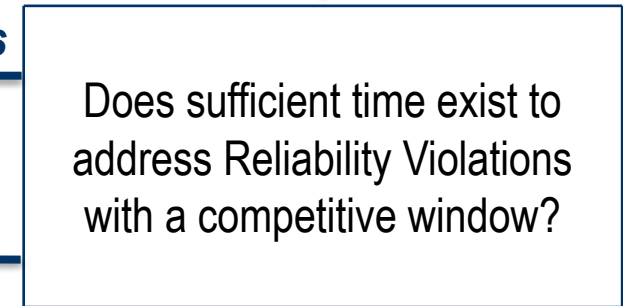 s
Does sufficient time exist to
address Reliability Violations
with a competitive window?